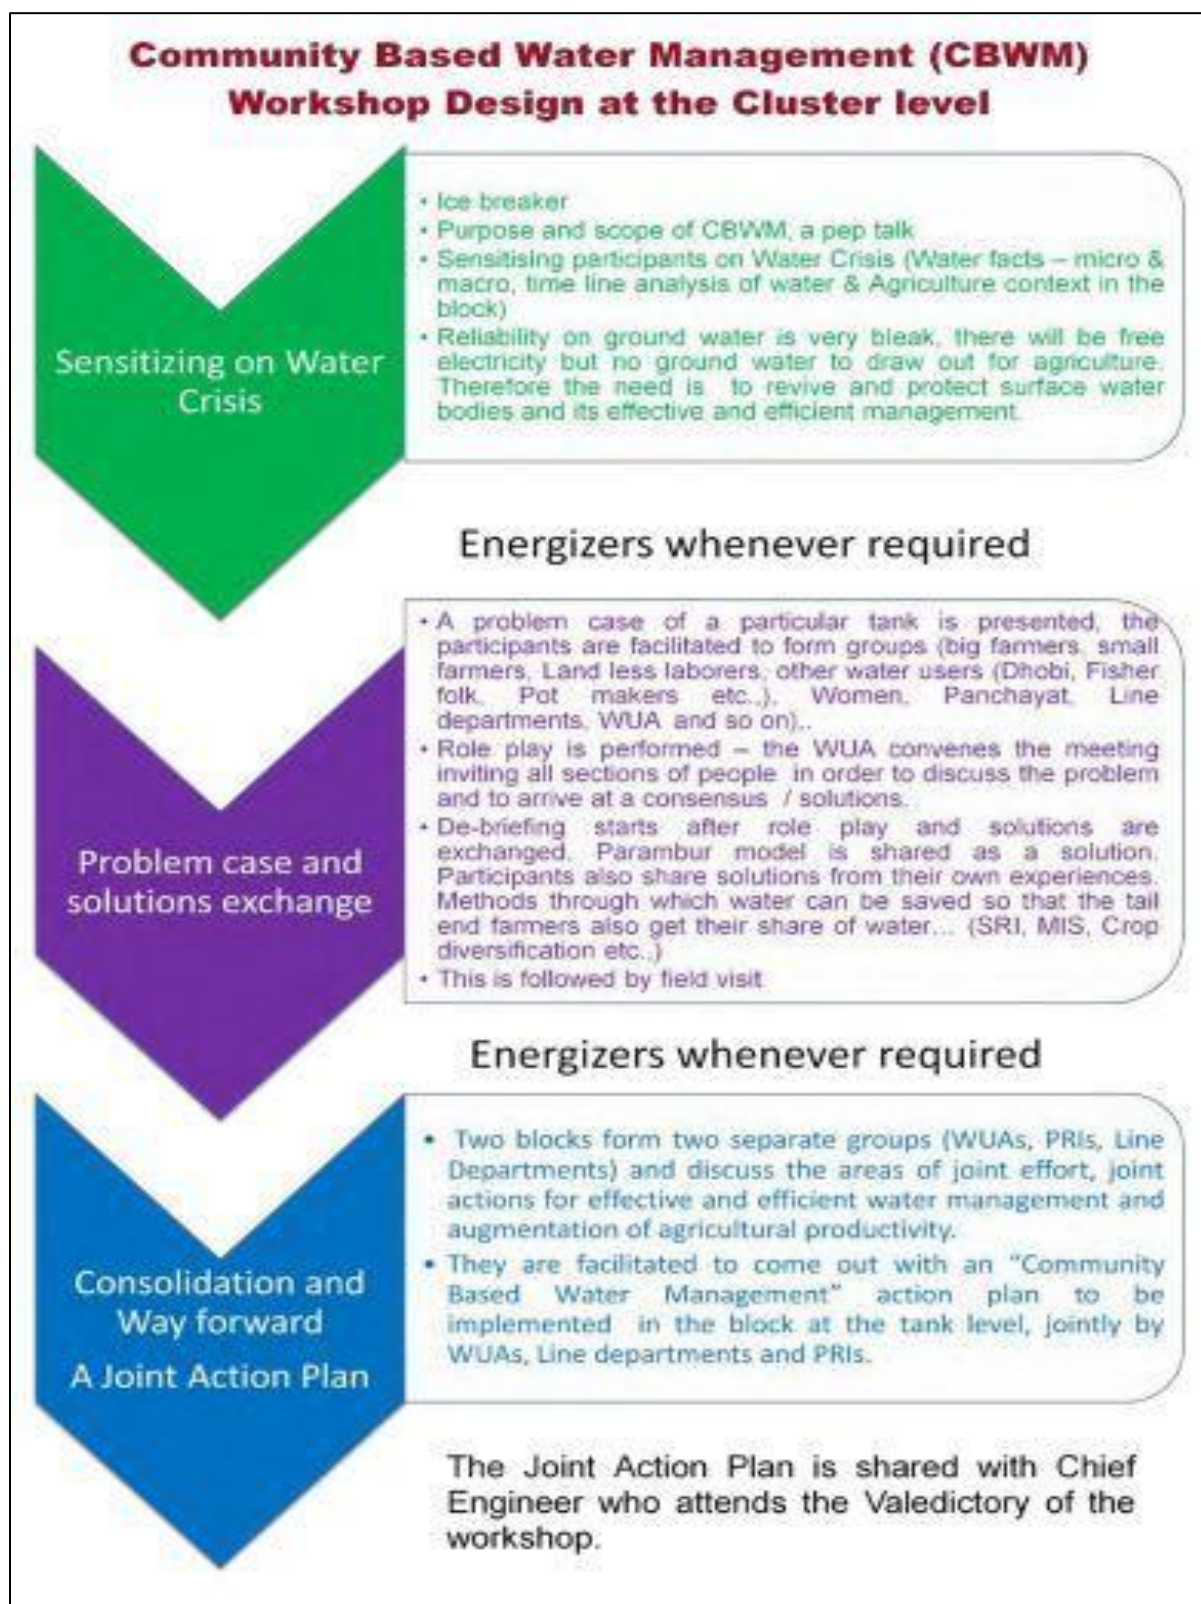 Community Based Water Management (CBWM)
Workshop Design at the Cluster level
Sensitizing on Water
Crisis
• Ice breaker
• Purpose and scope of CBWM, a pep talk
• Sensitising participants on Water Crisis (Water facts – micro &
macro, time line analysis of water & Agriculture context in the
block)
• Reliability on ground water is very bleak, there will be free
electricity but no ground water to draw out for agriculture.
Therefore the need is to revive and protect surface water
bodies and its effective and efficient management.
Energizers whenever required
Problem case and
solutions exchange
• A problem case of a particular tank is presented, the
participants are facilitated to form groups (big farmers, small
farmers, Land less laborers, other water users (Dhobi, Fisher
folk, Pot makers etc.,), Women, Panchayat, Line
departments, WUA and so on)..
• Role play is performed – the WUA convenes the meeting
inviting all sections of people in order to discuss the problem
and to arrive at a consensus / solutions.
• De-briefing starts after role play and solutions are
exchanged. Parambur model is shared as a solution.
Participants also share solutions from their own experiences.
Methods through which water can be saved so that the tail
end farmers also get their share of water... (SRI, MIS, Crop
diversification etc.,)
• This is followed by field visit
Energizers whenever required
Consolidation and
Way forward
A Joint Action Plan
• Two blocks form two separate groups (WUAs, PRIs, Line
Departments) and discuss the areas of joint effort, joint
actions for effective and efficient water management and
augmentation of agricultural productivity.
• They are facilitated to come out with an “Community
Based Water Management” action plan to be
implemented in the block at the tank level, jointly by
WUAs, Line departments and PRIs.
The Joint Action Plan is shared with Chief
Engineer who attends the Valedictory of the
workshop.